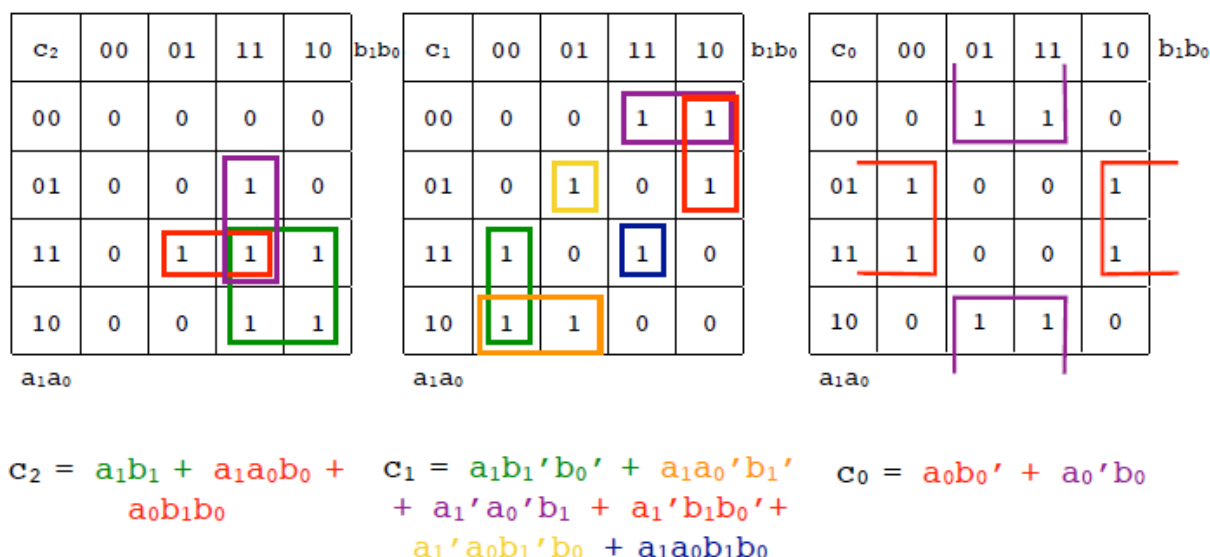 c₂ 00 01 11 10 b₁b₀ c₁ 00 01 11 10 b₁b₀ c₀ 00 01 11 10 b₁b₀
00 0 0 0 0 00 0 0 1 1 00 0 1 1 0
01 0 0 1 0 01 0 1 0 1 01 1 0 0 1
11 0 1 1 1 11 1 0 1 0 11 1 0 0 1
10 0 0 1 1 10 1 1 0 0 10 0 1 1 0
a₁a₀ a₁a₀ a₁a₀
c₂ = a₁b₁ + a₁a₀b₀ +
a₀b₁b₀
c₁ = a₁b₁′b₀′ + a₁a₀′b₁′
+ a₁′a₀′b₁ + a₁′b₁b₀′+
a₁′a₀b₁′b₀ + a₁a₀b₁b₀
c₀ = a₀b₀′ + a₀′b₀